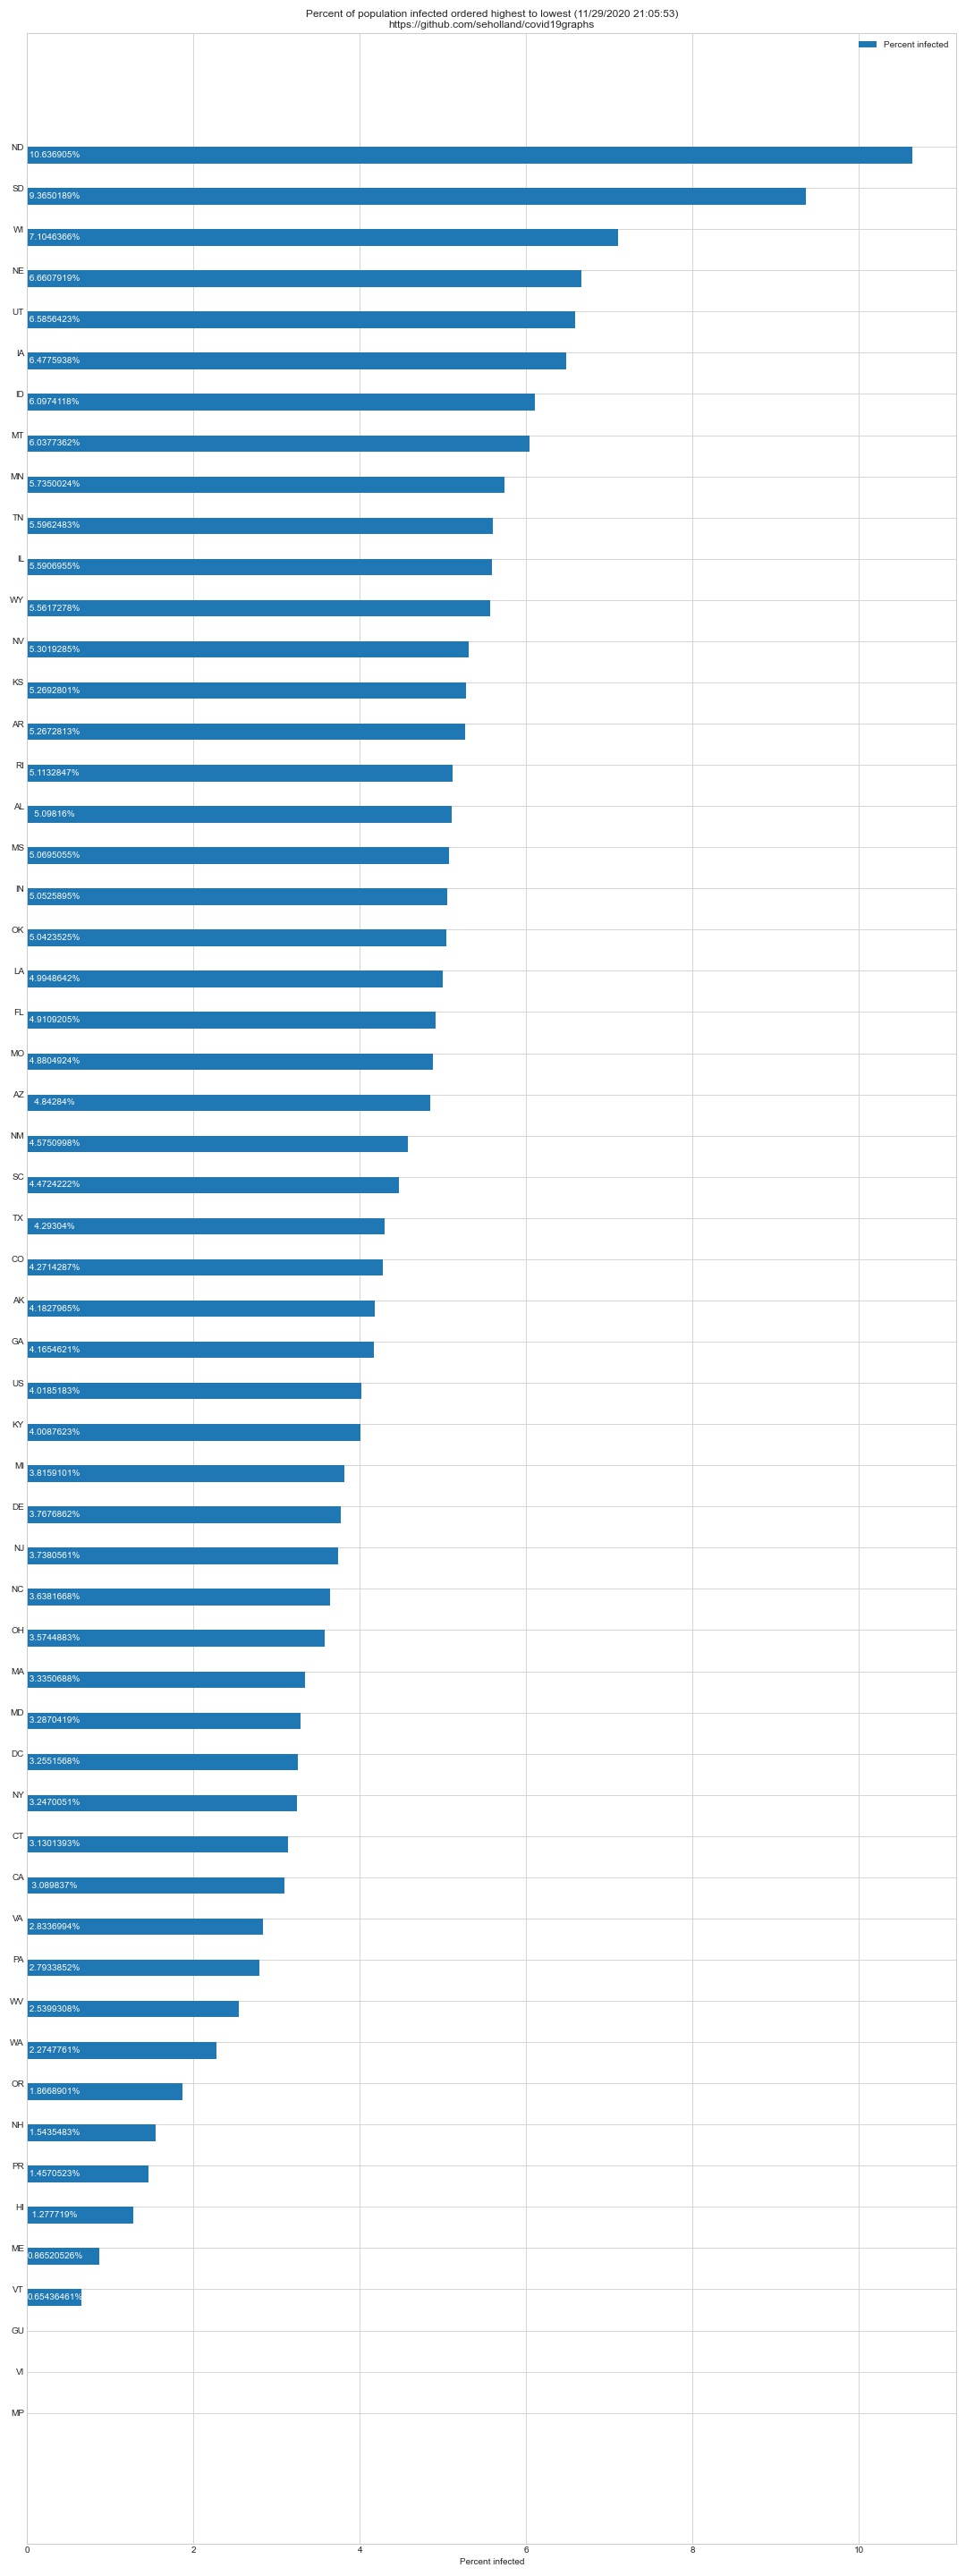 Percent of population infected ordered highest to lowest (11/29/2020 21:05:53)
https://github.com/seholland/covid19graphs
Percent infected
ND 10.636905%
SD 9.3650189%
WI 7.1046366%
NE 6.6607919%
UT 6.5856423%
IA 6.4775938%
ID 6.0974118%
MT 6.0377362%
MN 5.7350024%
TN 5.5962483%
IL 5.5906955%
WY 5.5617278%
NV 5.3019285%
KS 5.2692801%
AR 5.2672813%
RI 5.1132847%
AL 5.09816%
MS 5.0695055%
IN 5.0525895%
OK 5.0423525%
LA 4.9948642%
FL 4.9109205%
MO 4.8804924%
AZ 4.84284%
NM 4.5750998%
SC 4.4724222%
TX 4.29304%
CO 4.2714287%
AK 4.1827965%
GA 4.1654621%
US 4.0185183%
KY 4.0087623%
MI 3.8159101%
DE 3.7676862%
NJ 3.7380561%
NC 3.6381668%
OH 3.5744883%
MA 3.3350688%
MD 3.2870419%
DC 3.2551568%
NY 3.2470051%
CT 3.1301393%
CA 3.089837%
VA 2.8336994%
PA 2.7933852%
WV 2.5399308%
WA 2.2747761%
OR 1.8668901%
NH 1.5435483%
PR 1.4570523%
HI 1.277719%
ME 0.86520526%
VT 0.65436461%
GU
VI
MP
0 2 4 6 8 10
Percent infected